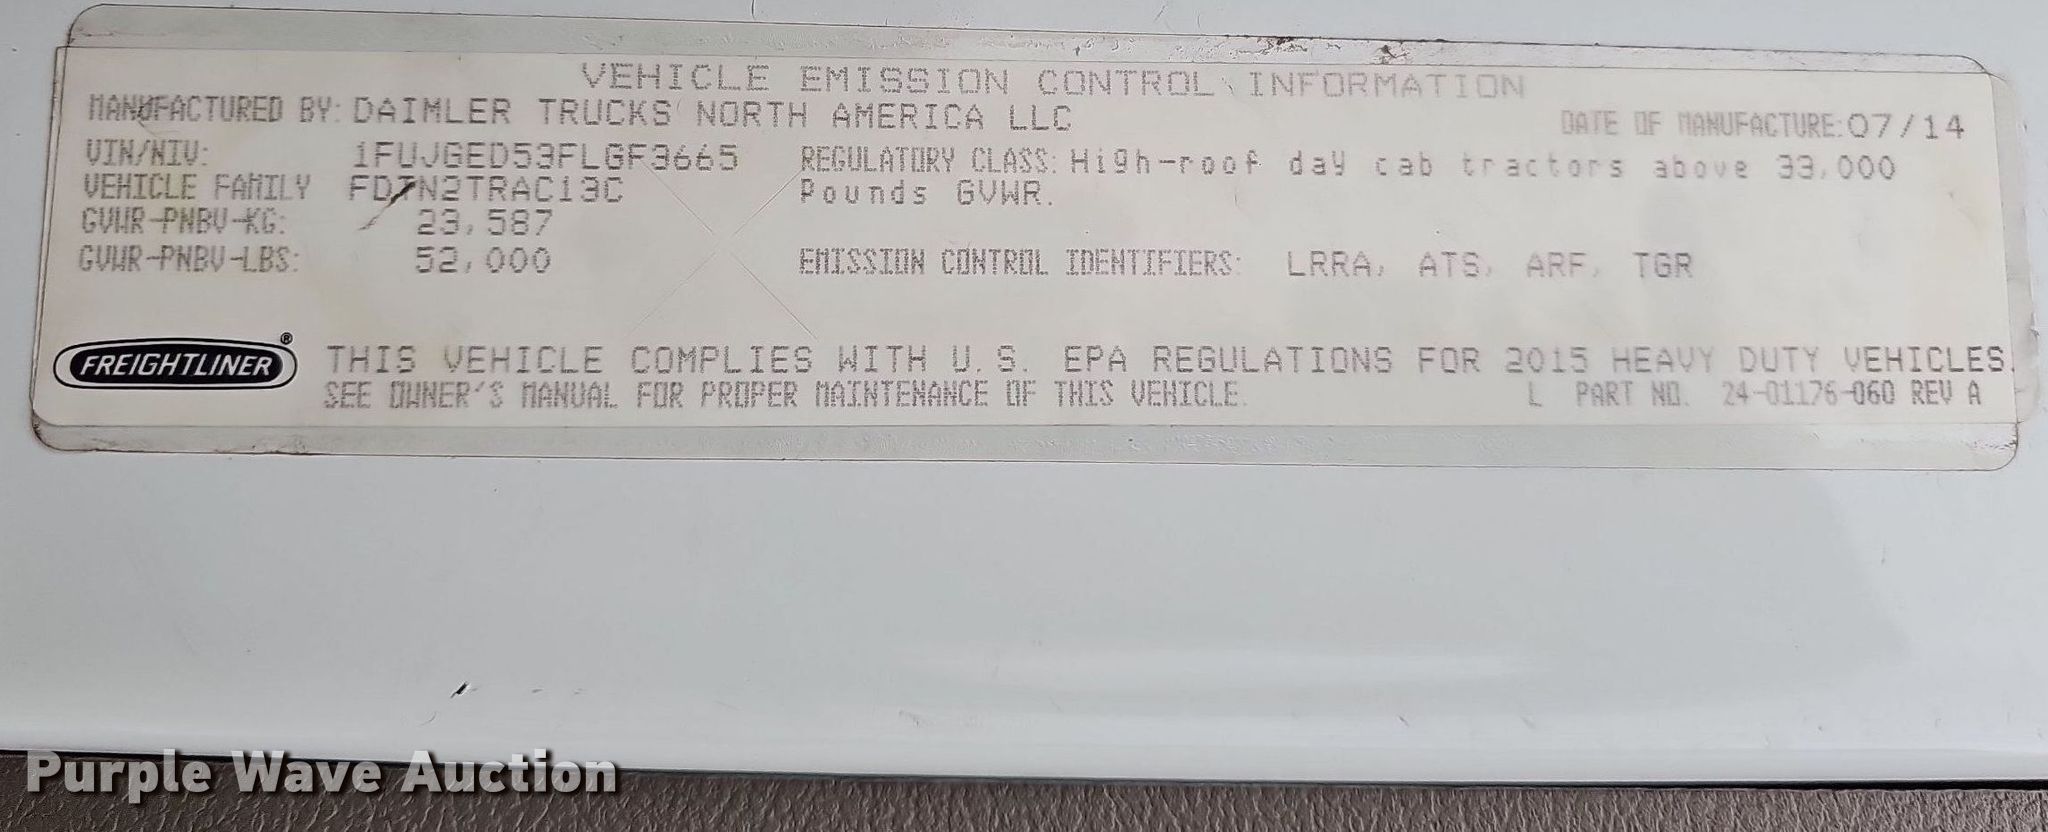 VEHICLE EMISSION CONTROL INFORMATION
MANUFACTURED BY: DAIMLER TRUCKS NORTH AMERICA LLC
DATE OF MANUFACTURE: 07/14
VIN/NIV: 1FUJGED53FLGF3665
REGULATORY CLASS: High-roof day cab tractors above 33,000
VEHICLE FAMILY FDTN2TRAC13C
Pounds GVWR.
GVWR-PNBV-KG: 23,587
GVWR-PNBV-LBS: 52,000
EMISSION CONTROL IDENTIFIERS: LRRA, ATS, ARF, TGR
FREIGHTLINER®
THIS VEHICLE COMPLIES WITH U.S. EPA REGULATIONS FOR 2015 HEAVY DUTY VEHICLES.
SEE OWNER'S MANUAL FOR PROPER MAINTENANCE OF THIS VEHICLE.
L PART NO. 24-01176-060 REV A
Purple Wave Auction